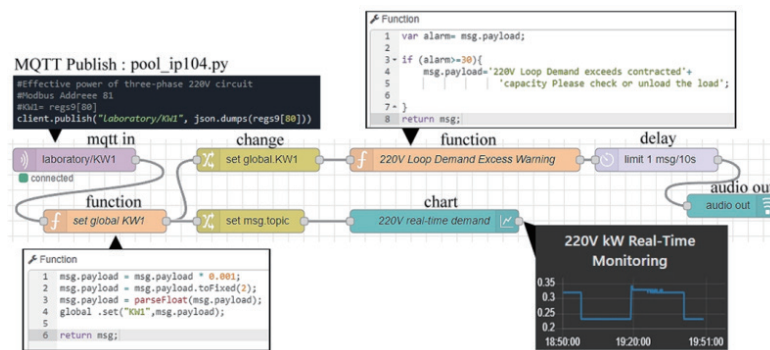 Function
1 var alarm= msg.payload;
2
3 if (alarm>=30){
4 msg.payload='220V Loop Demand exceeds contracted'+
5 'capacity Please check or unload the load';
6
7 }
8 return msg;
MQTT Publish : pool_ip104.py
#Effective power of three-phase 220V circuit
#Modbus Addreee 81
#KW1= regs9[80]
client.publish("laboratory/KW1", json.dumps(regs9[80]))
mqtt in
change
function
delay
laboratory/KW1
set global.KW1
220V Loop Demand Excess Warning
limit 1 msg/10s
connected
function
chart
audio out
set global KW1
set msg.topic
220V real-time demand
audio out
Function
1 msg.payload = msg.payload * 0.001;
2 msg.payload = msg.payload.toFixed(2);
3 msg.payload = parseFloat(msg.payload);
4 global .set("KW1",msg.payload);
5
6 return msg;
220V kW Real-Time
Monitoring
0.35
0.3
0.25
0.2
18:50:00 19:20:00 19:51:00